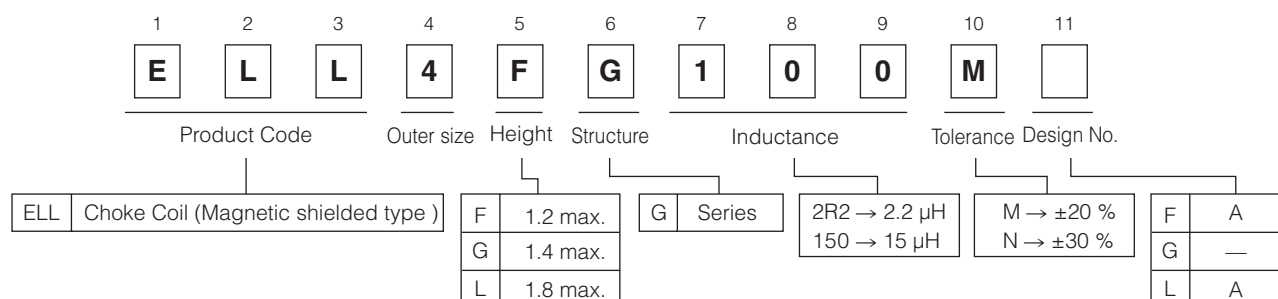 1 2 3 4 5 6 7 8 9 10 11
E L L 4 F G 1 0 0 M
Product Code Outer size Height Structure Inductance Tolerance Design No.
ELL Choke Coil (Magnetic shielded type )
F 1.2 max.
G 1.4 max.
L 1.8 max.
G Series
2R2 → 2.2 µH
150 → 15 µH
M → ±20 %
N → ±30 %
F A
G —
L A